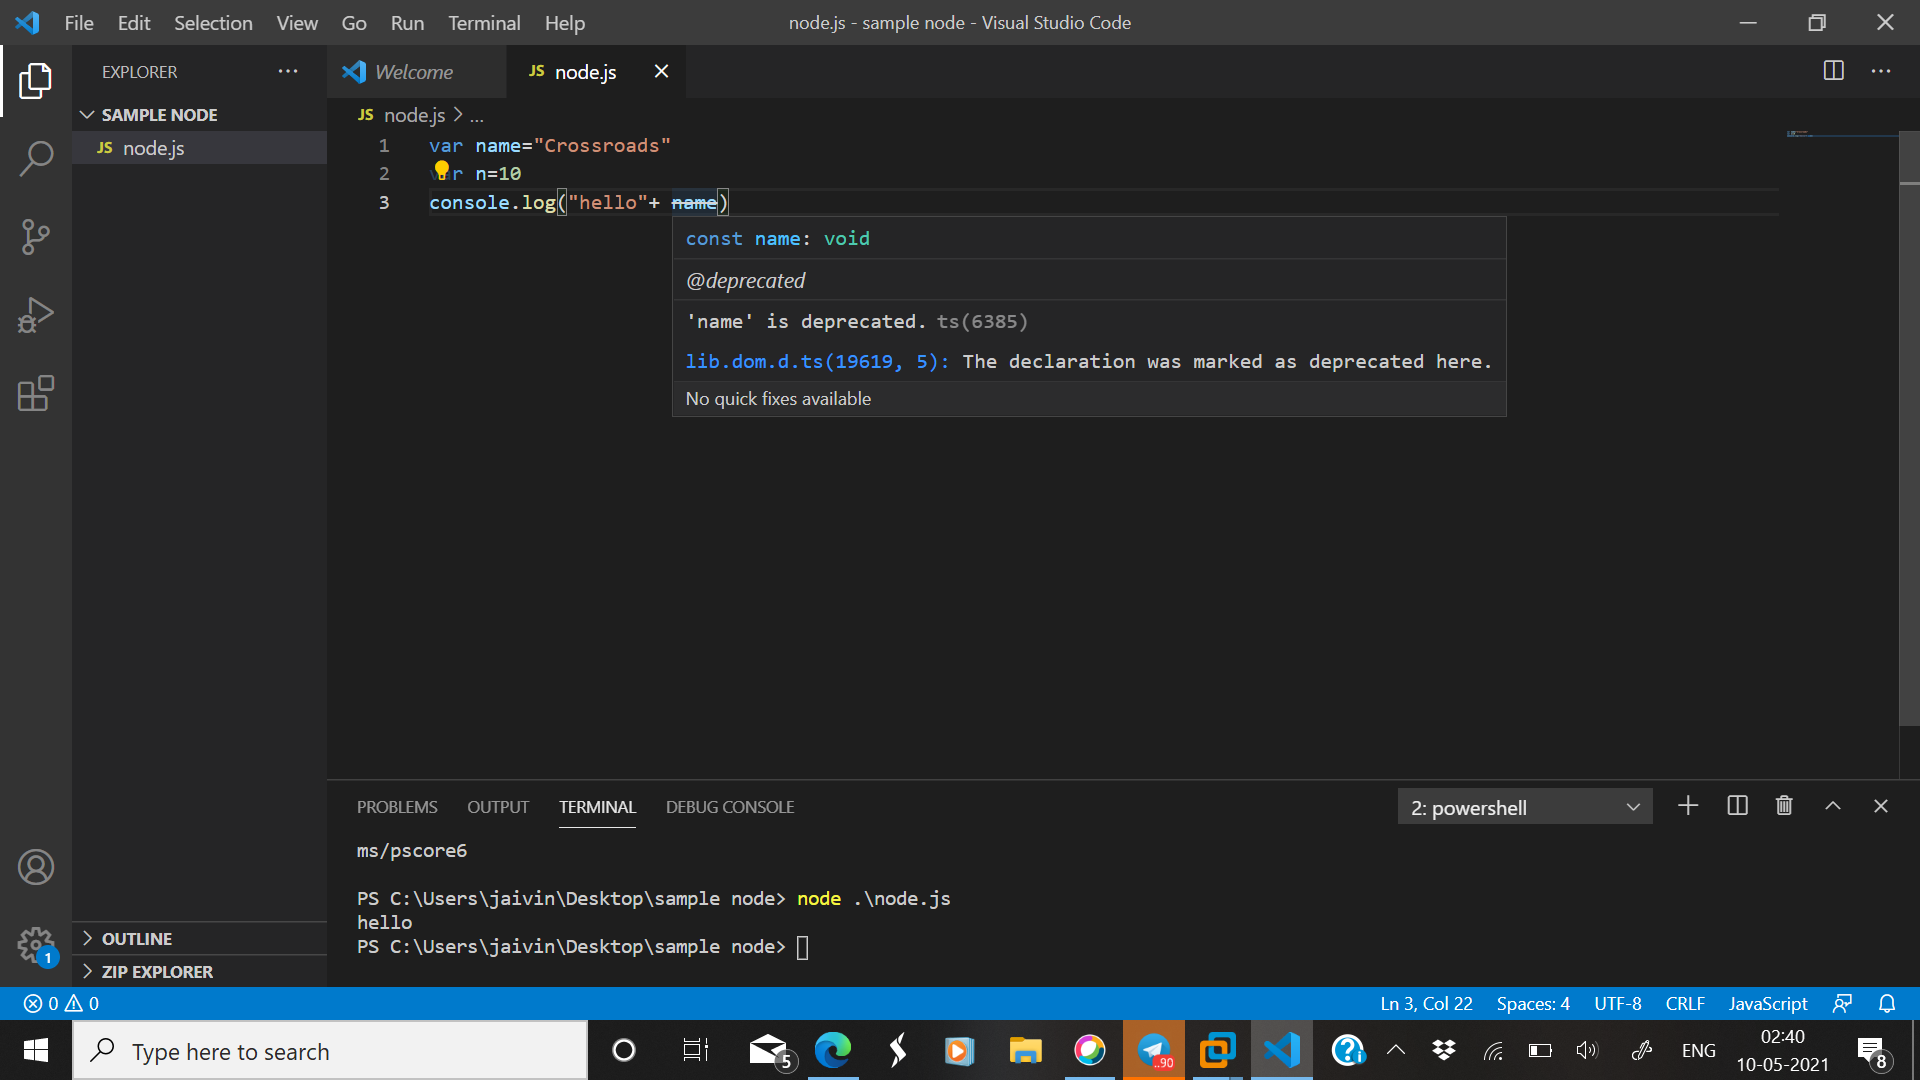 File Edit Selection View Go Run Terminal Help
node.js - sample node - Visual Studio Code
EXPLORER
SAMPLE NODE
JS node.js
OUTLINE
ZIP EXPLORER
1
Welcome
JS node.js
JS node.js > ...
1 var name="Crossroads"
2 var n=10
3 console.log("hello"+ name)
const name: void
@deprecated
'name' is deprecated. ts(6385)
lib.dom.d.ts(19619, 5): The declaration was marked as deprecated here.
No quick fixes available
PROBLEMS OUTPUT TERMINAL DEBUG CONSOLE
2: powershell
ms/pscore6
PS C:\Users\jaivin\Desktop\sample node> node .\node.js
hello
PS C:\Users\jaivin\Desktop\sample node>
0 0
Ln 3, Col 22 Spaces: 4 UTF-8 CRLF JavaScript
Type here to search
5
..90
ENG
02:40
10-05-2021
8